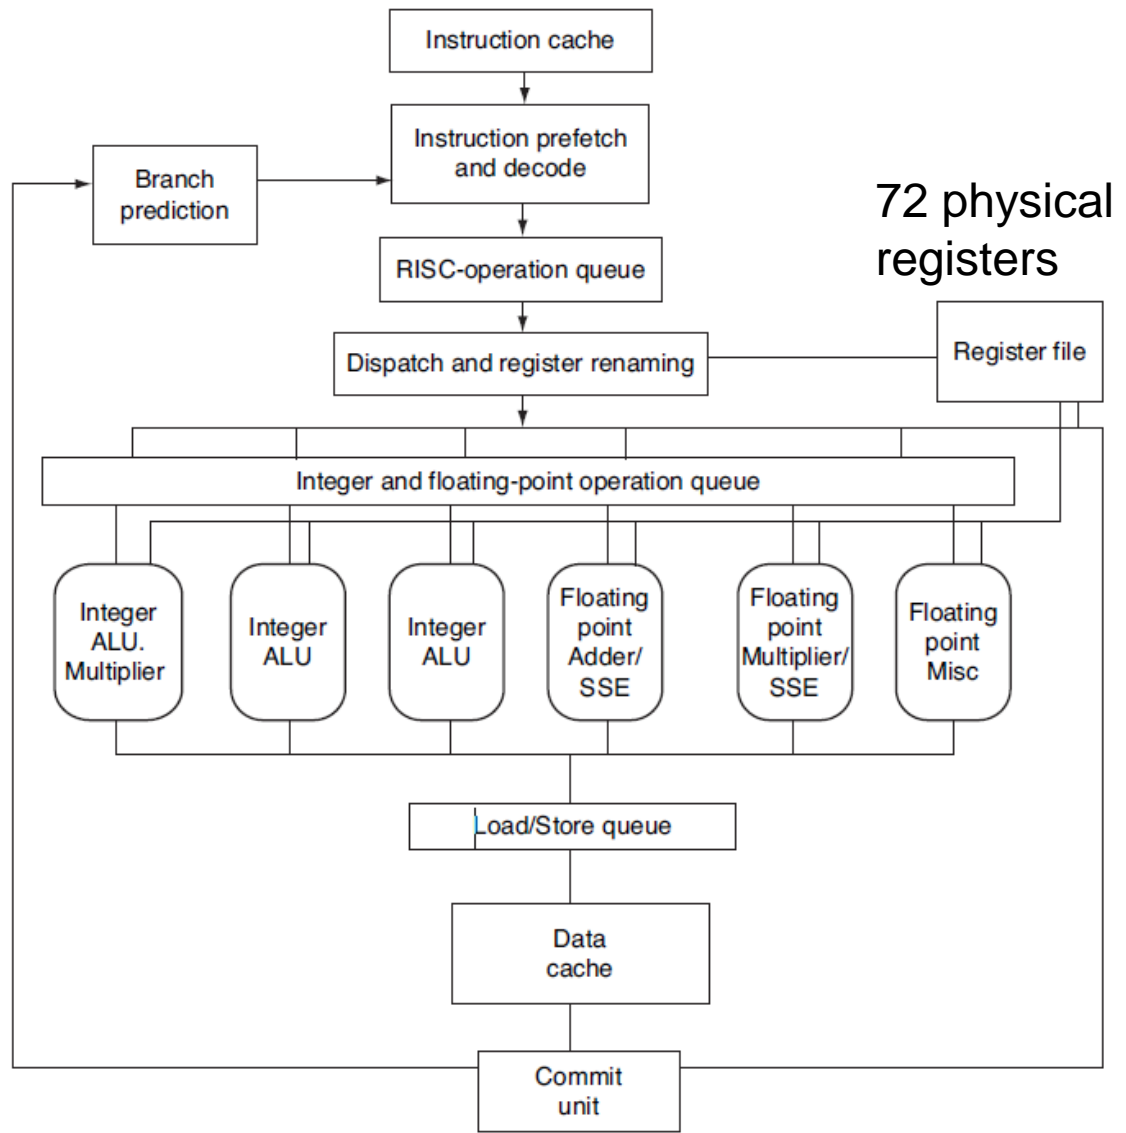 Instruction cache
Instruction prefetch
and decode
Branch
prediction
72 physical
registers
RISC-operation queue
Dispatch and register renaming
Register file
Integer and floating-point operation queue
Integer
ALU.
Multiplier
Integer
ALU
Integer
ALU
Floating
point
Adder/
SSE
Floating
point
Multiplier/
SSE
Floating
point
Misc
Load/Store queue
Data
cache
Commit
unit